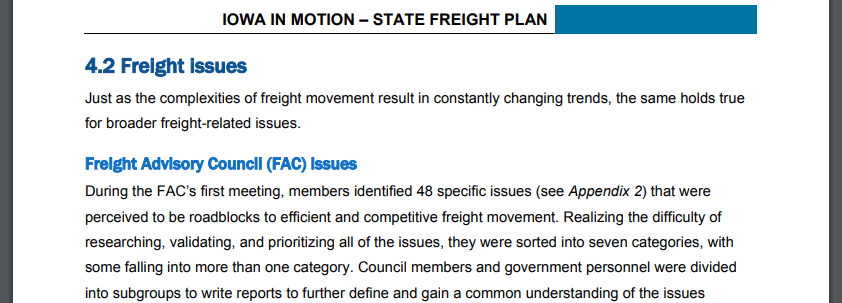 IOWA IN MOTION – STATE FREIGHT PLAN
4.2 Freight issues
Just as the complexities of freight movement result in constantly changing trends, the same holds true
for broader freight-related issues.
Freight Advisory Council (FAC) issues
During the FAC’s first meeting, members identified 48 specific issues (see Appendix 2) that were
perceived to be roadblocks to efficient and competitive freight movement. Realizing the difficulty of
researching, validating, and prioritizing all of the issues, they were sorted into seven categories, with
some falling into more than one category. Council members and government personnel were divided
into subgroups to write reports to further define and gain a common understanding of the issues